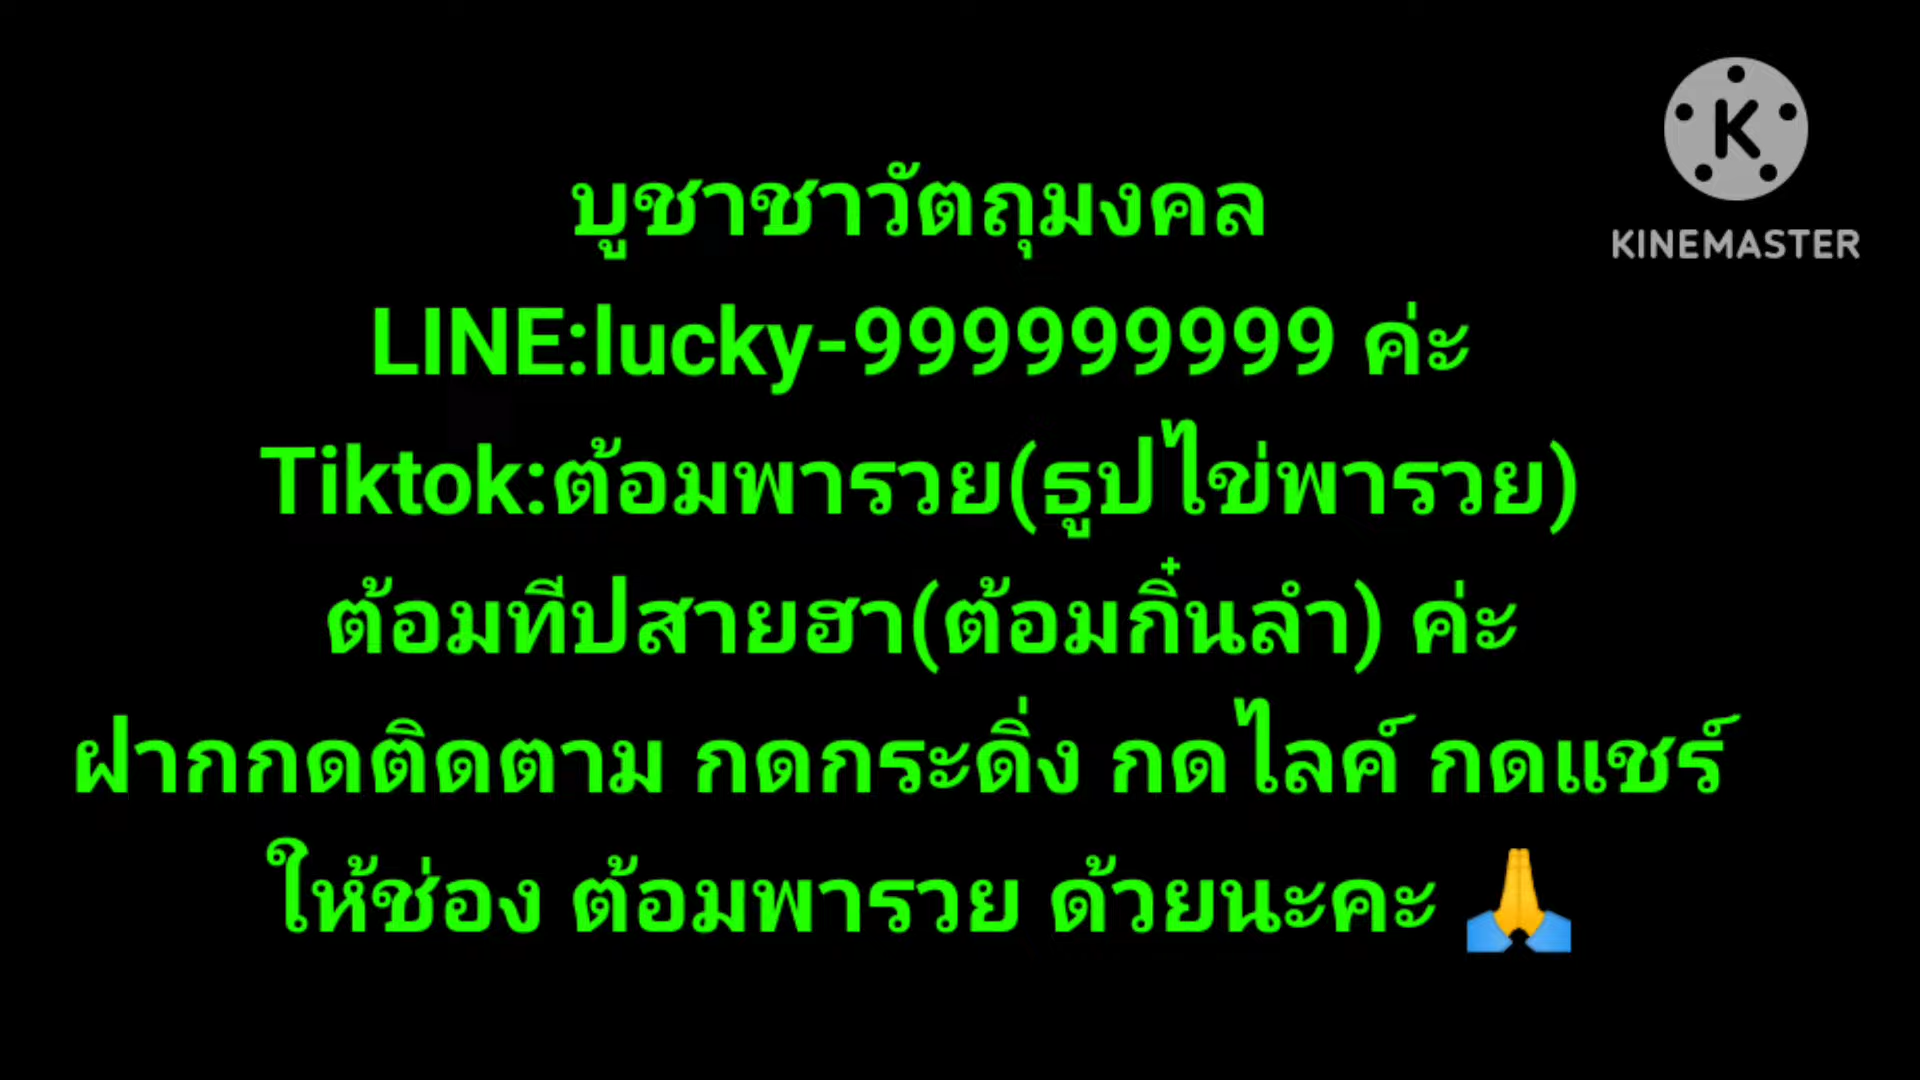 บูชาชาวัตถุมงคล
LINE:lucky-999999999 ค่ะ
Tiktok:ต้อมพารวย(ธูปไข่พารวย)
ต้อมทีปสายฮา(ต้อมกิ๋นลำ) ค่ะ
ฝากกดติดตาม กดกระดิ่ง กดไลค์ กดแชร์
ให้ช่อง ต้อมพารวย ด้วยนะคะ 🙏
K
KINEMASTER